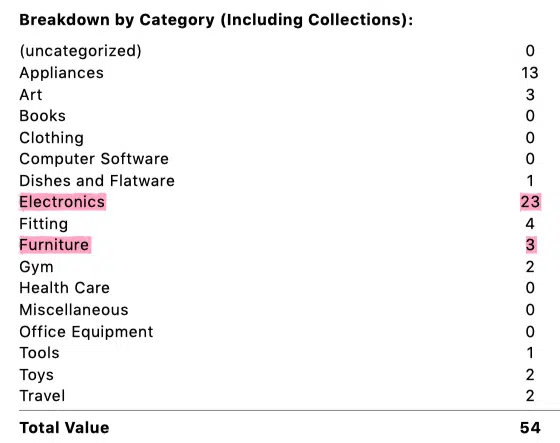 Breakdown by Category (Including Collections):
(uncategorized) 0
Appliances 13
Art 3
Books 0
Clothing 0
Computer Software 0
Dishes and Flatware 1
Electronics 23
Fitting 4
Furniture 3
Gym 2
Health Care 0
Miscellaneous 0
Office Equipment 0
Tools 1
Toys 2
Travel 2
Total Value 54